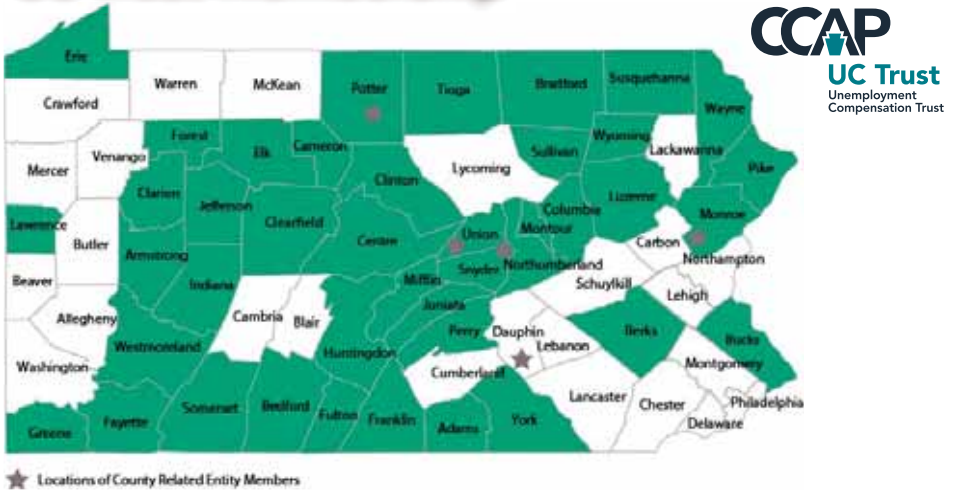 CCAP
UC Trust
Unemployment
Compensation Trust
Erie
Warren
McKean
Potter
Tioga
Bradford
Susquehanna
Crawford
Wayne
Forest
Elk
Cameron
Sullivan
Wyoming
Lackawanna
Mercer
Venango
Lycoming
Pike
Clarion
Clinton
Jefferson
Clearfield
Luzerne
Columbia
Monroe
Lawrence
Butler
Centre
Union
Montour
Carbon
Armstrong
Northampton
Snyder
Northumberland
Mifflin
Beaver
Indiana
Schuylkill
Lehigh
Juniata
Allegheny
Cambria
Blair
Perry
Dauphin
Lebanon
Berks
Bucks
Westmoreland
Huntingdon
Washington
Cumberland
Montgomery
Lancaster
Chester
Philadelphia
Somerset
Bedford
Fulton
Franklin
Adams
York
Delaware
Greene
Fayette
Locations of County Related Entity Members